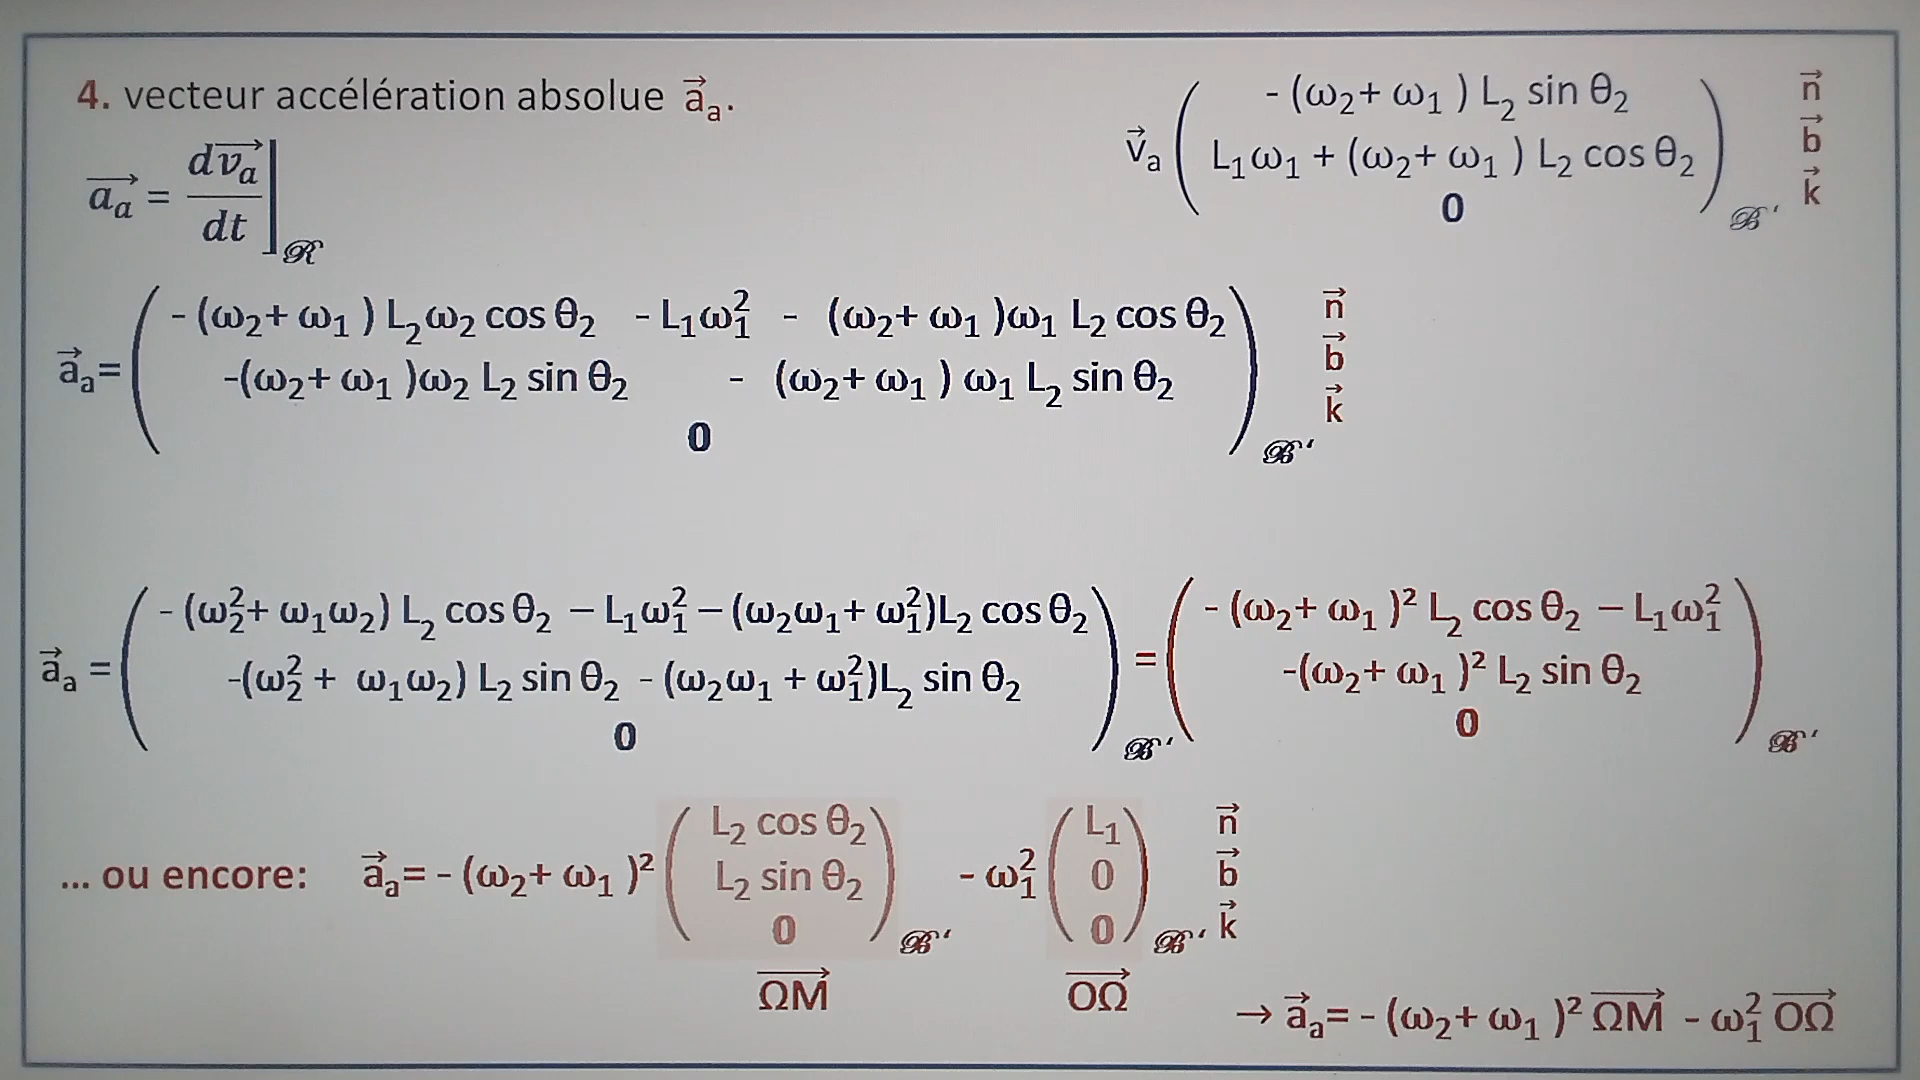 4. vecteur accélération absolue a⃗ₐ.
v⃗ₐ ( - (ω₂+ ω₁ ) L₂ sin θ₂ n⃗
L₁ω₁ + (ω₂+ ω₁ ) L₂ cos θ₂ b⃗
0 )ℬ' k⃗
a⃗ₐ = dv⃗ₐ/dt |ℛ
a⃗ₐ= ( - (ω₂+ ω₁ ) L₂ω₂ cos θ₂ - L₁ω₁² - (ω₂+ ω₁ )ω₁ L₂ cos θ₂ n⃗
-(ω₂+ ω₁ )ω₂ L₂ sin θ₂ - (ω₂+ ω₁ ) ω₁ L₂ sin θ₂ b⃗
0 )ℬ' k⃗
a⃗ₐ = ( - (ω₂²+ ω₁ω₂) L₂ cos θ₂ – L₁ω₁² – (ω₂ω₁+ ω₁²)L₂ cos θ₂ ) = ( - (ω₂+ ω₁ )² L₂ cos θ₂ – L₁ω₁²
-(ω₂² + ω₁ω₂) L₂ sin θ₂ - (ω₂ω₁ + ω₁²)L₂ sin θ₂ -(ω₂+ ω₁ )² L₂ sin θ₂
0 ℬ' 0 )ℬ'
... ou encore: a⃗ₐ= - (ω₂+ ω₁ )² ( L₂ cos θ₂ L₂ sin θ₂ 0 )ℬ' - ω₁² ( L₁ 0 0 )ℬ' n⃗ b⃗ k⃗
ΩM⃗ OΩ⃗
→ a⃗ₐ= - (ω₂+ ω₁ )² ΩM⃗ - ω₁² OΩ⃗